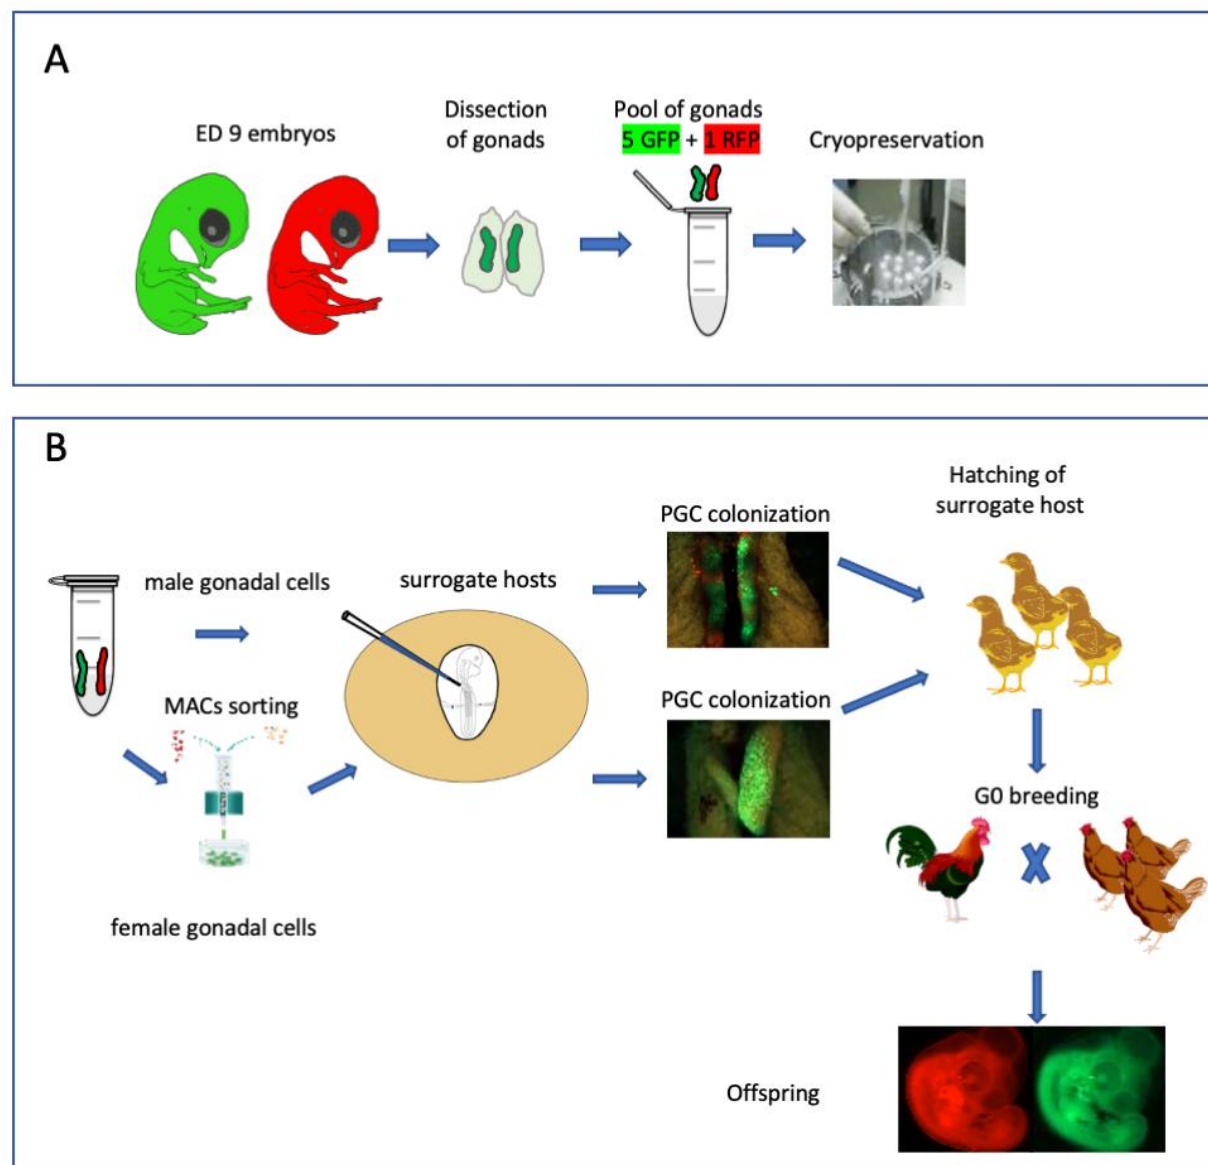 A
ED 9 embryos
Dissection
of gonads
Pool of gonads
5 GFP + 1 RFP
Cryopreservation
B
male gonadal cells
MACs sorting
female gonadal cells
surrogate hosts
PGC colonization
PGC colonization
Hatching of
surrogate host
G0 breeding
Offspring